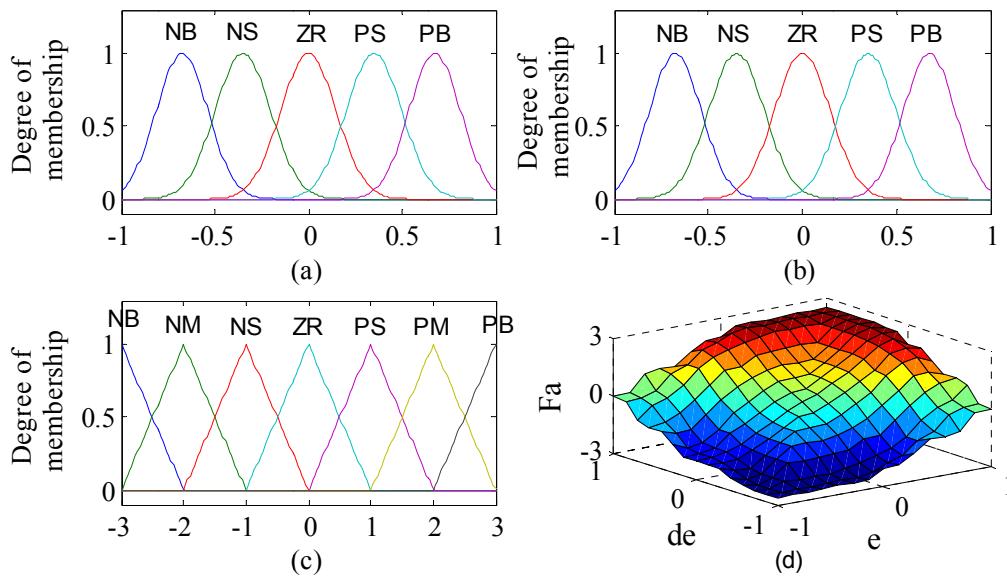 NB NS ZR PS PB
Degree of
membership
1
0.5
0
-1 -0.5 0 0.5 1
(a)
NB NS ZR PS PB
Degree of
membership
1
0.5
0
-1 -0.5 0 0.5 1
(b)
NB NM NS ZR PS PM PB
Degree of
membership
1
0.5
0
-3 -2 -1 0 1 2 3
(c)
Fa
3
0
-3
1
0
-1
de
-1
0
e
(d)